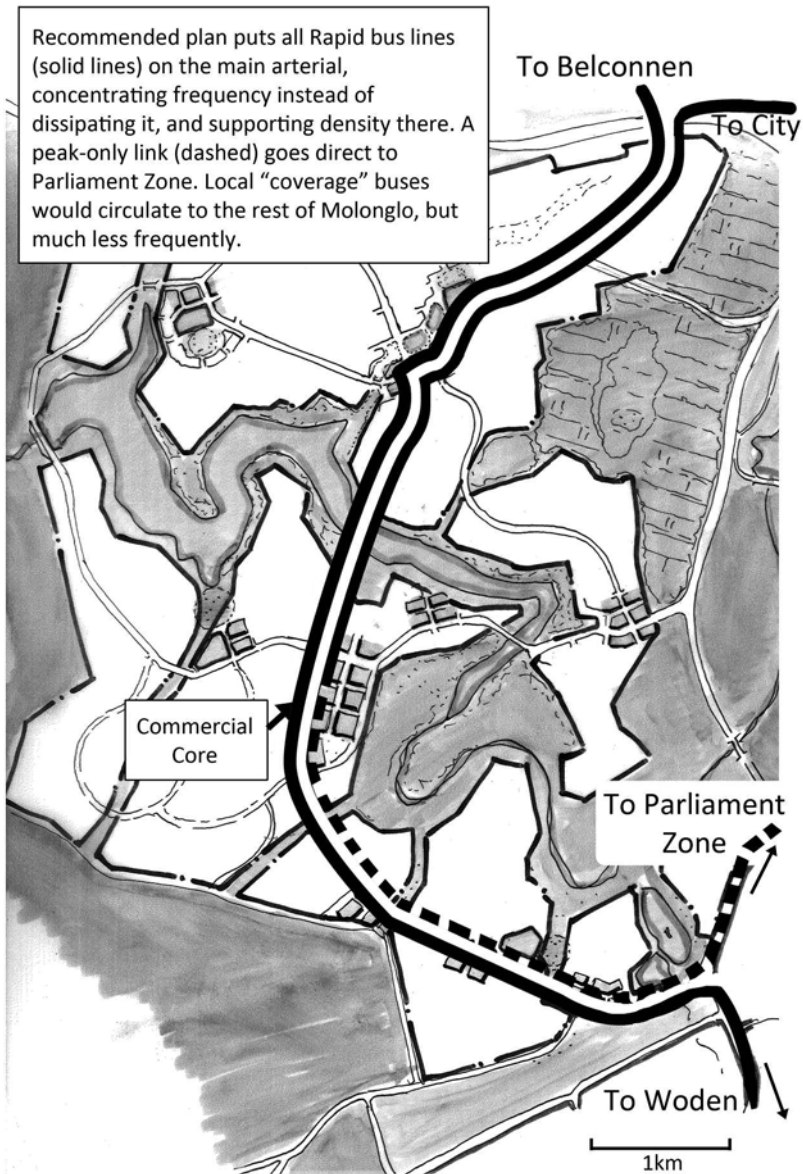 Recommended plan puts all Rapid bus lines
(solid lines) on the main arterial,
concentrating frequency instead of
dissipating it, and supporting density there. A
peak-only link (dashed) goes direct to
Parliament Zone. Local “coverage” buses
would circulate to the rest of Molonglo, but
much less frequently.
To Belconnen
To City
Commercial
Core
To Parliament
Zone
To Woden
1km